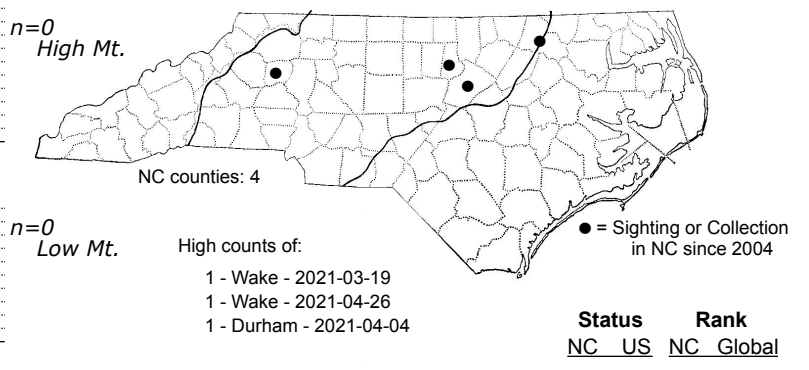 n=0
High Mt.
NC counties: 4
n=0
Low Mt.
High counts of:
1 - Wake - 2021-03-19
1 - Wake - 2021-04-26
1 - Durham - 2021-04-04
● = Sighting or Collection
in NC since 2004
Status Rank
NC US NC Global